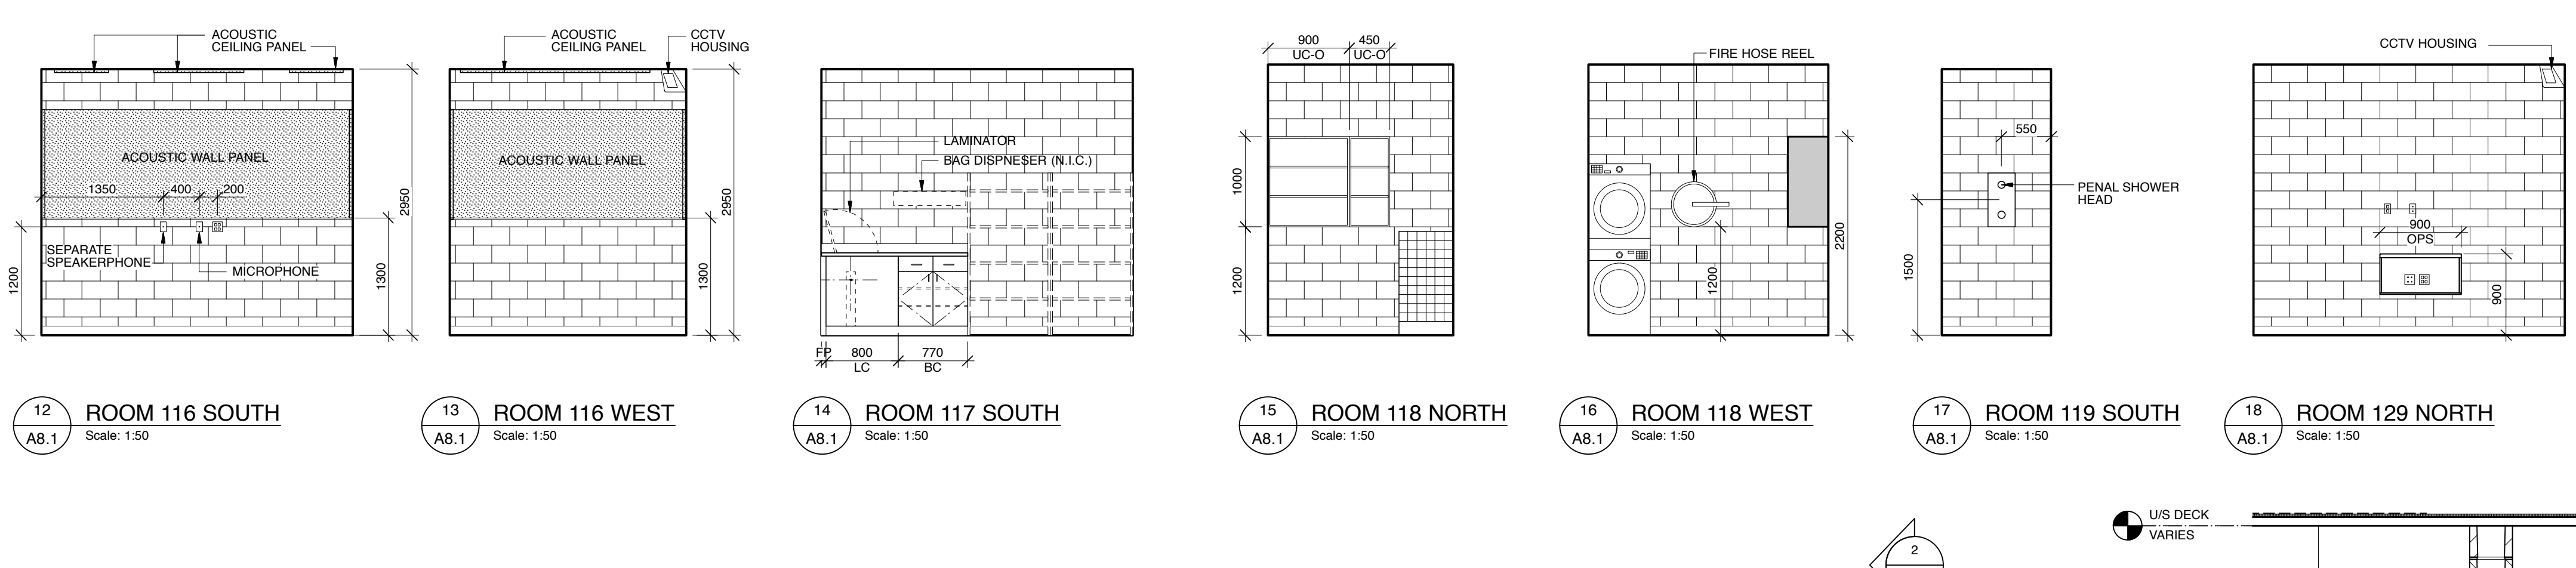 ACOUSTIC
CEILING PANEL
ACOUSTIC WALL PANEL
1350
400
200
2950
1300
1200
SEPARATE
SPEAKERPHONE
MICROPHONE
12
A8.1
ROOM 116 SOUTH
Scale: 1:50
ACOUSTIC
CEILING PANEL
CCTV
HOUSING
ACOUSTIC WALL PANEL
2950
1300
13
A8.1
ROOM 116 WEST
Scale: 1:50
LAMINATOR
BAG DISPNESER (N.I.C.)
FP
800
LC
770
BC
14
A8.1
ROOM 117 SOUTH
Scale: 1:50
900
450
UC-O
UC-O
1000
1200
15
A8.1
ROOM 118 NORTH
Scale: 1:50
FIRE HOSE REEL
1200
2200
16
A8.1
ROOM 118 WEST
Scale: 1:50
550
PENAL SHOWER
HEAD
1500
17
A8.1
ROOM 119 SOUTH
Scale: 1:50
CCTV HOUSING
900
OPS
900
18
A8.1
ROOM 129 NORTH
Scale: 1:50
2
U/S DECK
VARIES